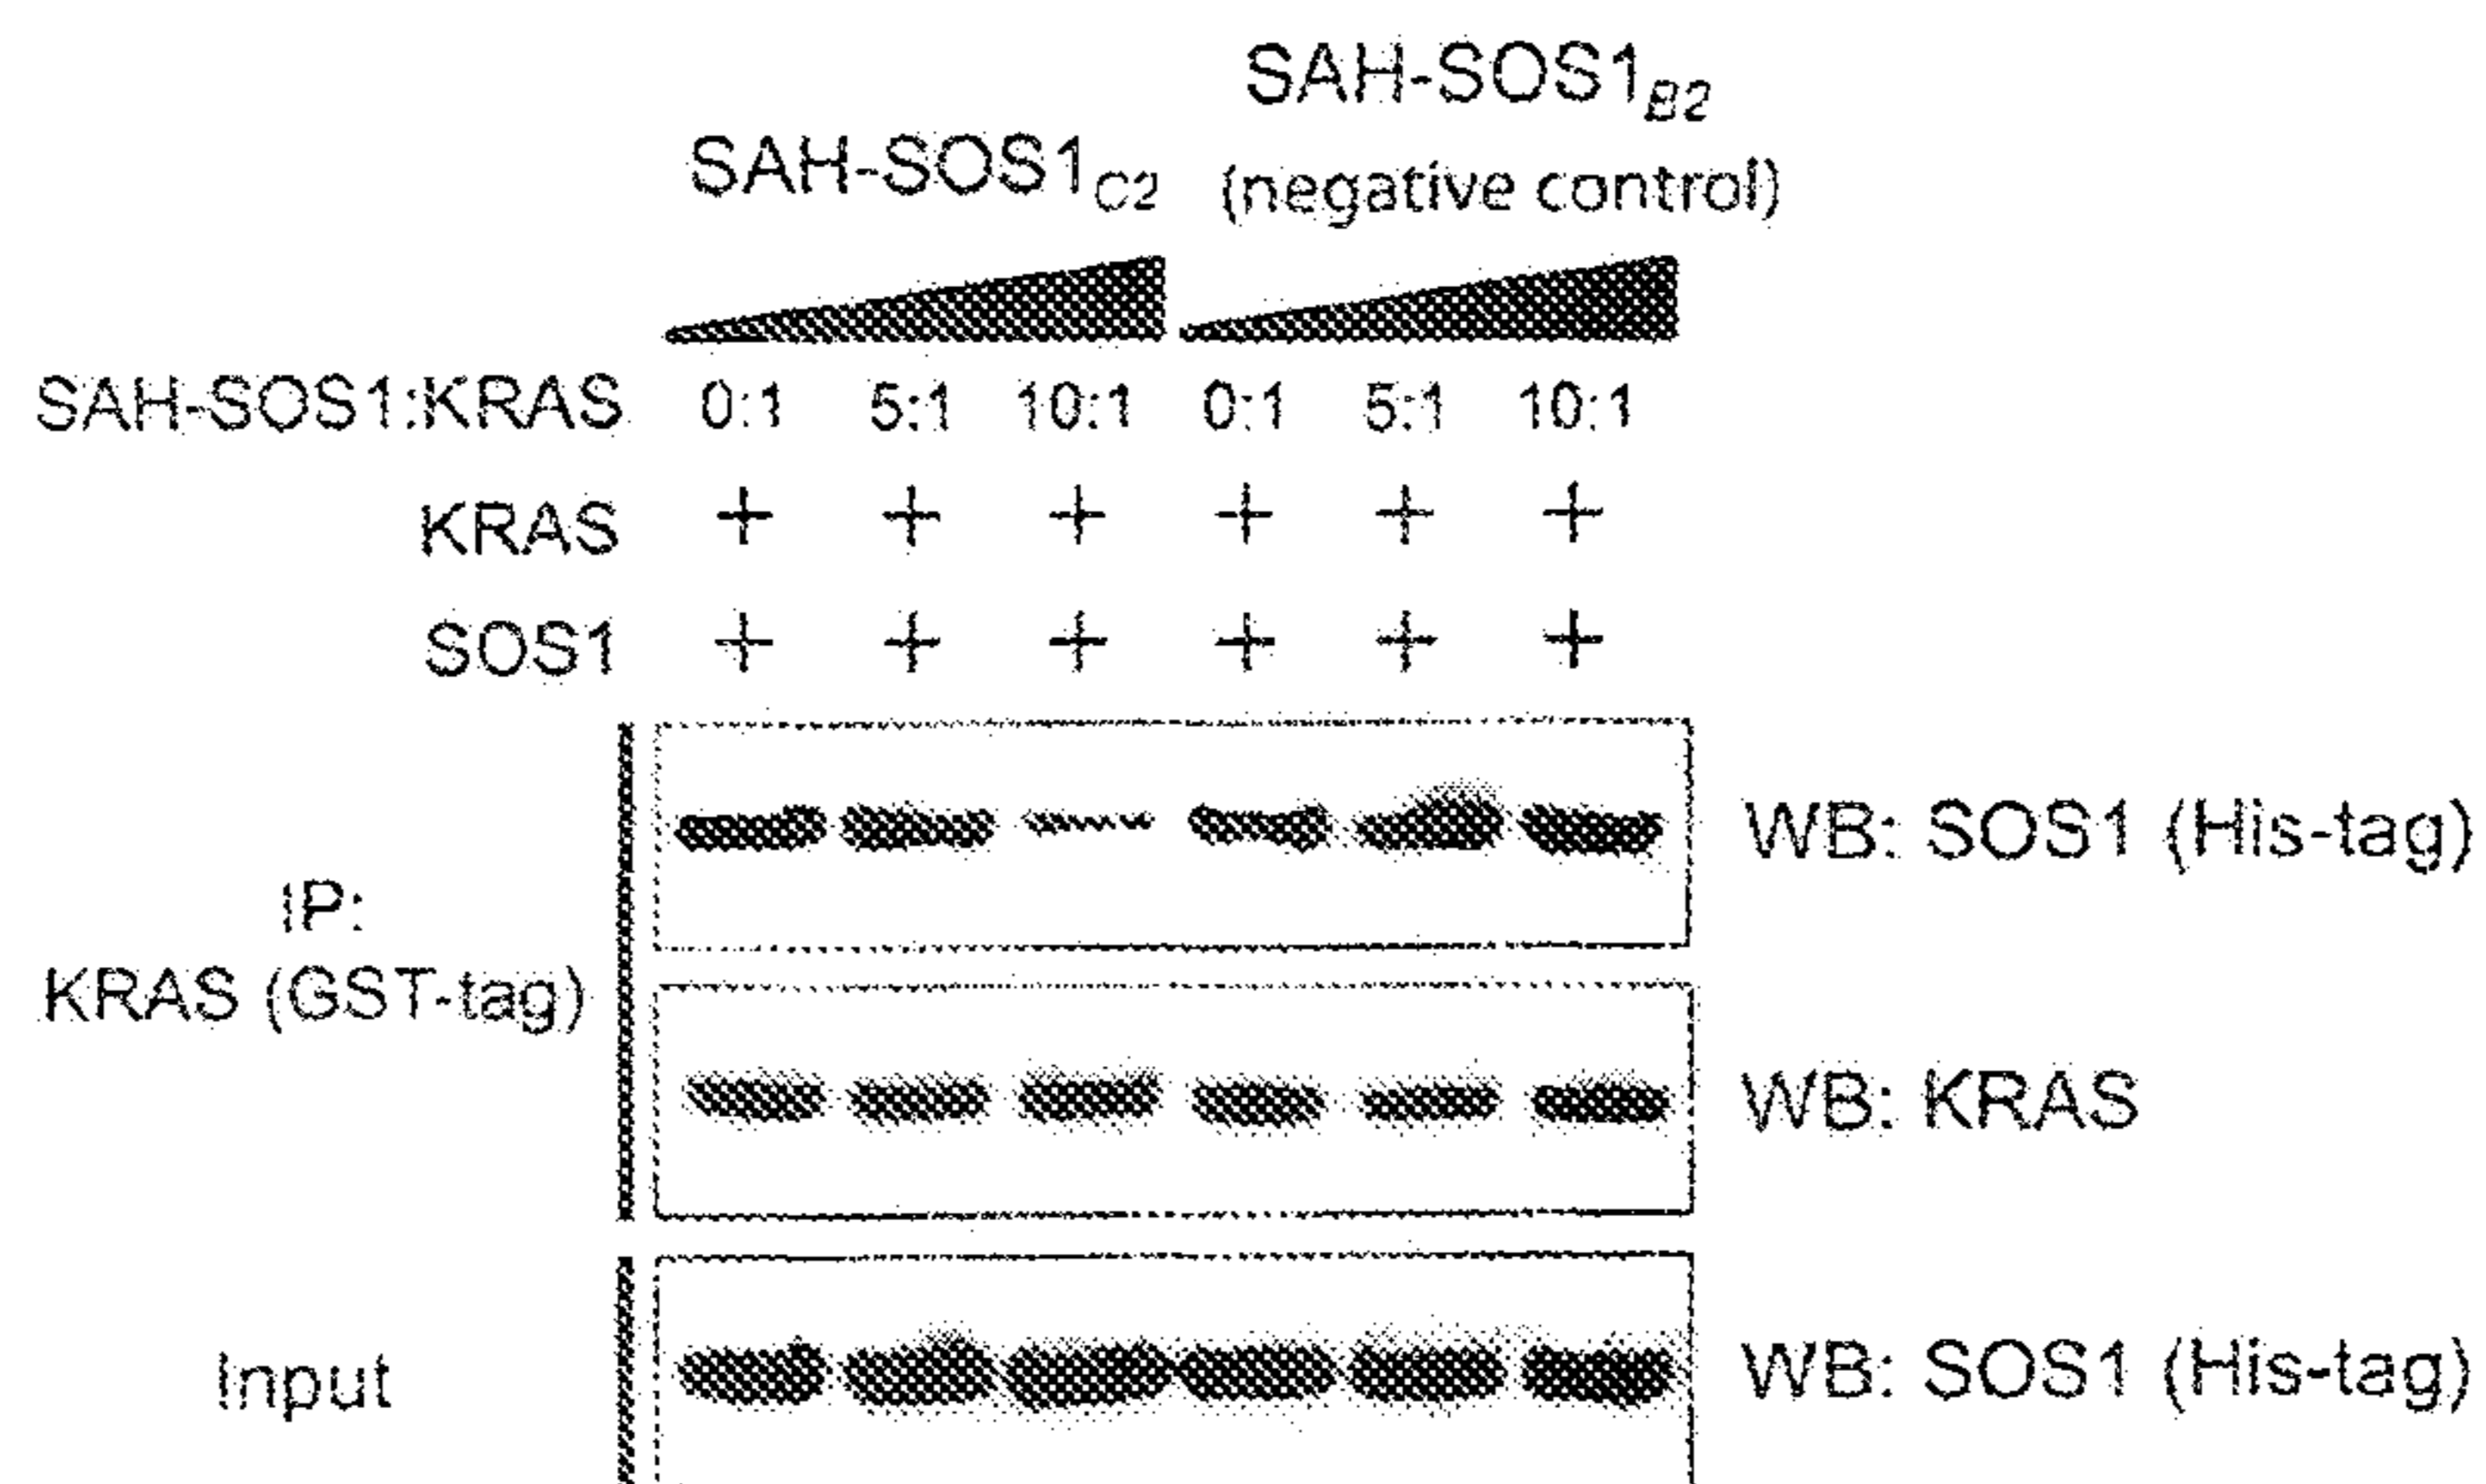 SAH-SOS1B2
SAH-SOS1C2 (negative control)
SAH-SOS1:KRAS 0:1 5:1 10:1 0:1 5:1 10:1
KRAS + + + + + +
SOS1 + + + + + +
WB: SOS1 (His-tag)
IP:
KRAS (GST-tag)
WB: KRAS
Input WB: SOS1 (His-tag)